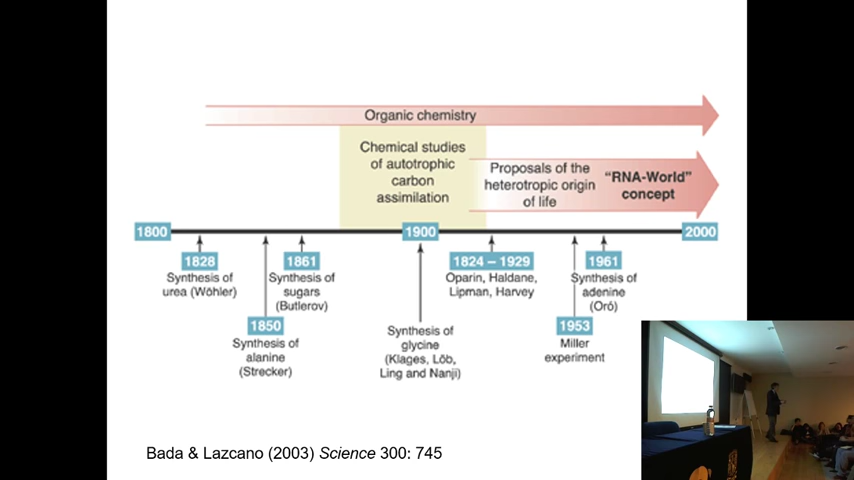 Organic chemistry
Chemical studies
of autotrophic
carbon
assimilation
Proposals of the
heterotropic origin
of life
“RNA-World”
concept
1800
1900
2000
1828
Synthesis of
urea (Wöhler)
1850
Synthesis of
alanine
(Strecker)
1861
Synthesis of
sugars
(Butlerov)
Synthesis of
glycine
(Klages, Löb,
Ling and Nanji)
1824 – 1929
Oparin, Haldane,
Lipman, Harvey
1953
Miller
experiment
1961
Synthesis of
adenine
(Oró)
Bada & Lazcano (2003) Science 300: 745